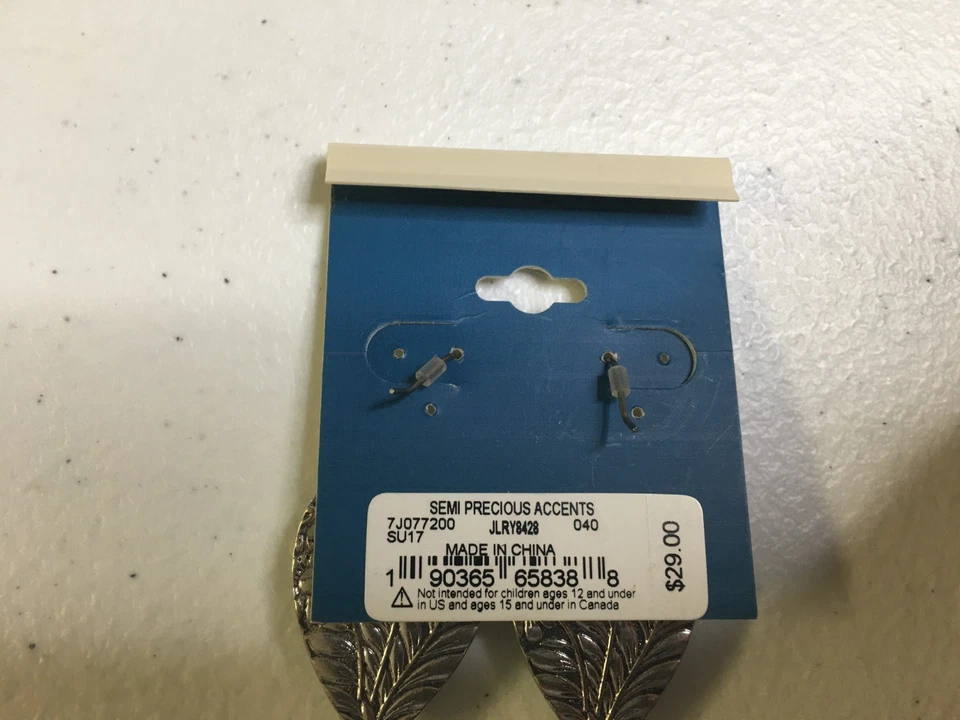 SEMI PRECIOUS ACCENTS
7J077200 JLRY8428 040
SU17
MADE IN CHINA
1 90365 65838 8
Not intended for children ages 12 and under
in US and ages 15 and under in Canada
$29.00